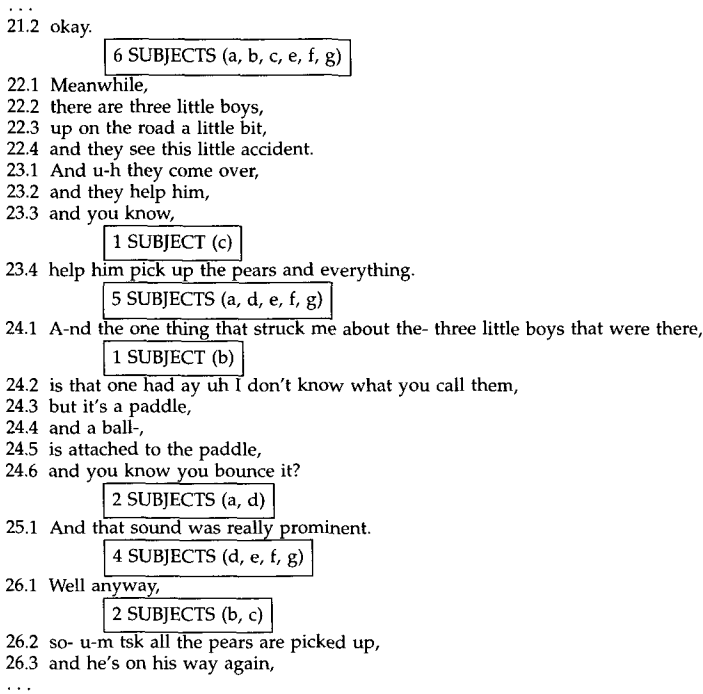 . . .
21.2 okay.
6 SUBJECTS (a, b, c, e, f, g)
22.1 Meanwhile,
22.2 there are three little boys,
22.3 up on the road a little bit,
22.4 and they see this little accident.
23.1 And u-h they come over,
23.2 and they help him,
23.3 and you know,
1 SUBJECT (c)
23.4 help him pick up the pears and everything.
5 SUBJECTS (a, d, e, f, g)
24.1 A-nd the one thing that struck me about the- three little boys that were there,
1 SUBJECT (b)
24.2 is that one had ay uh I don't know what you call them,
24.3 but it's a paddle,
24.4 and a ball-,
24.5 is attached to the paddle,
24.6 and you know you bounce it?
2 SUBJECTS (a, d)
25.1 And that sound was really prominent.
4 SUBJECTS (d, e, f, g)
26.1 Well anyway,
2 SUBJECTS (b, c)
26.2 so- u-m tsk all the pears are picked up,
26.3 and he's on his way again,
. . .